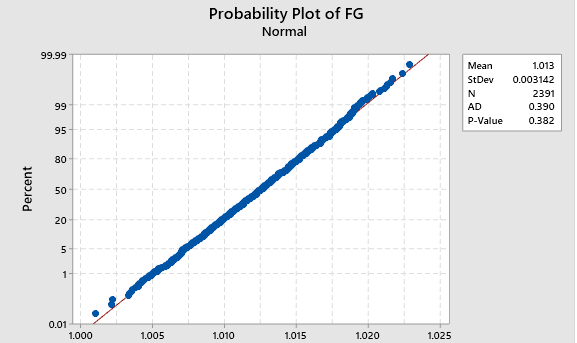 Probability Plot of FG
Normal
99.99
99
95
80
50
20
5
1
0.01
Percent
1.000 1.005 1.010 1.015 1.020 1.025
Mean 1.013
StDev 0.003142
N 2391
AD 0.390
P-Value 0.382